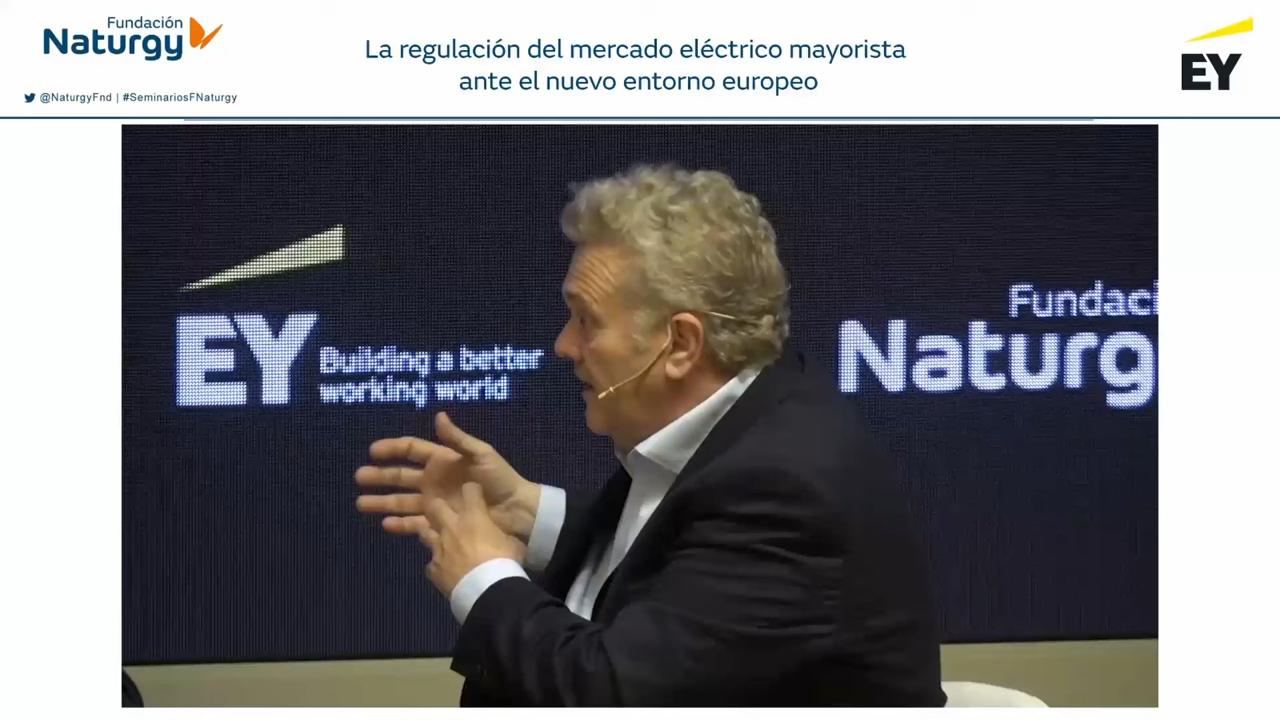 Fundación
Naturgy
@NaturgyFnd | #SeminariosFNaturgy
La regulación del mercado eléctrico mayorista
ante el nuevo entorno europeo
EY
EY
Building a better
working world
Fundaci
Naturg